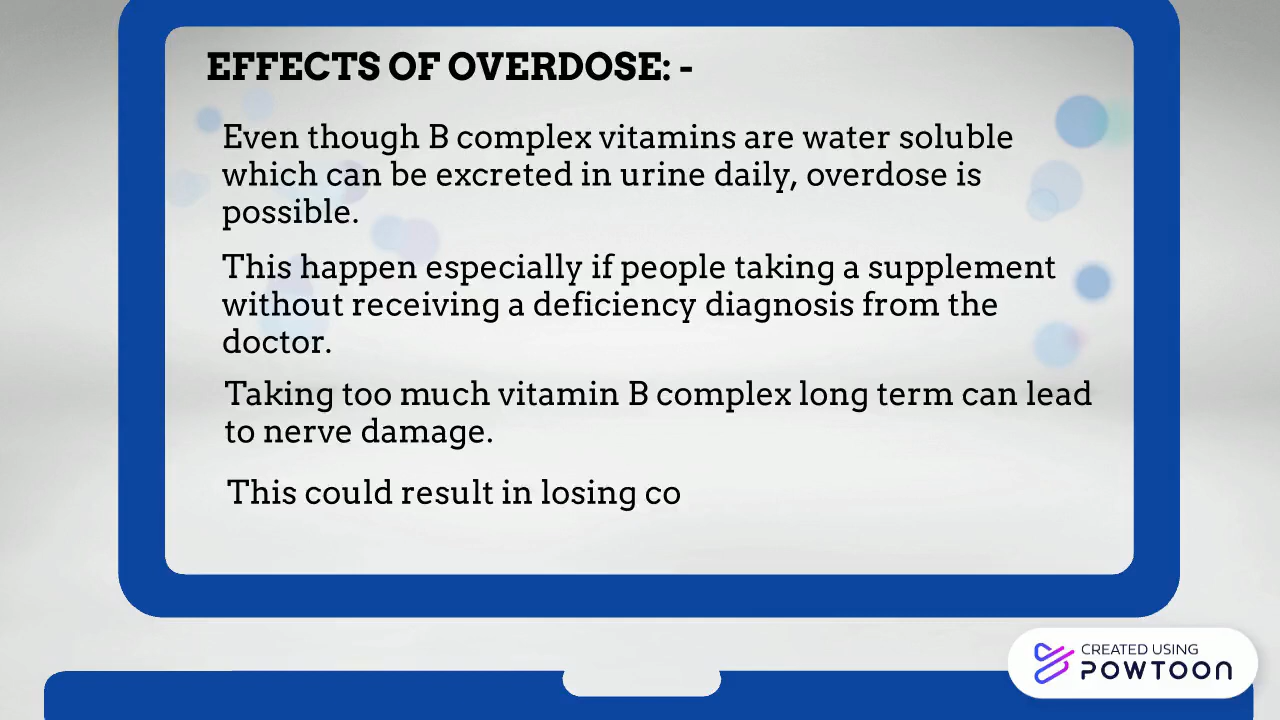 EFFECTS OF OVERDOSE: -
Even though B complex vitamins are water soluble
which can be excreted in urine daily, overdose is
possible.
This happen especially if people taking a supplement
without receiving a deficiency diagnosis from the
doctor.
Taking too much vitamin B complex long term can lead
to nerve damage.
This could result in losing co
CREATED USING
POWTOON